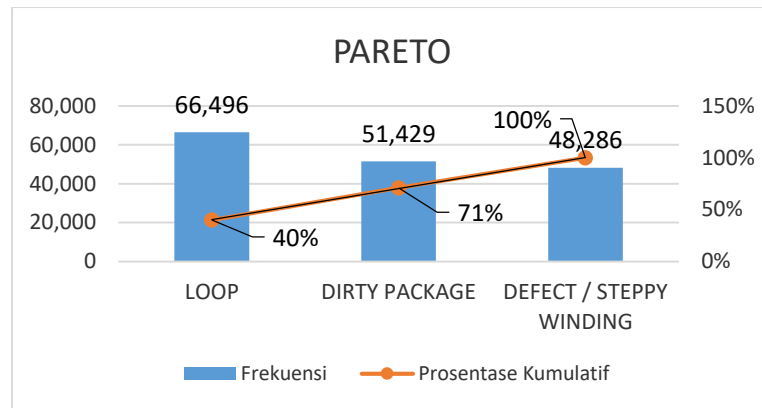 PARETO
80,000
60,000
40,000
20,000
0
150%
100%
50%
0%
66,496
51,429
48,286
40%
71%
100%
LOOP
DIRTY PACKAGE
DEFECT / STEPPY
WINDING
Frekuensi
Prosentase Kumulatif